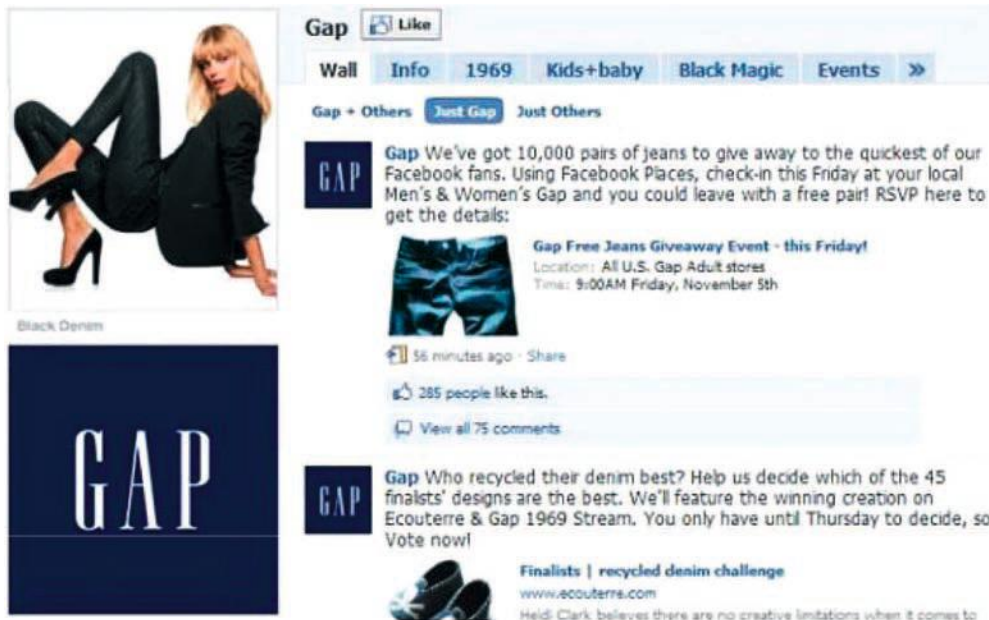 Gap Like
Wall Info 1969 Kids+baby Black Magic Events »
Gap + Others Just Gap Just Others
GAP
Gap We've got 10,000 pairs of jeans to give away to the quickest of our
Facebook fans. Using Facebook Places, check-in this Friday at your local
Men's & Women's Gap and you could leave with a free pair! RSVP here to
get the details:
Gap Free Jeans Giveaway Event - this Friday!
Location: All U.S. Gap Adult stores
Time: 9:00AM Friday, November 5th
56 minutes ago · Share
285 people like this.
View all 75 comments
Black Denim
GAP
GAP
Gap Who recycled their denim best? Help us decide which of the 45
finalists' designs are the best. We'll feature the winning creation on
Ecouterre & Gap 1969 Stream. You only have until Thursday to decide, so
Vote now!
Finalists | recycled denim challenge
www.ecouterre.com
Heidi Clark believes there are no creative limitations when it comes to